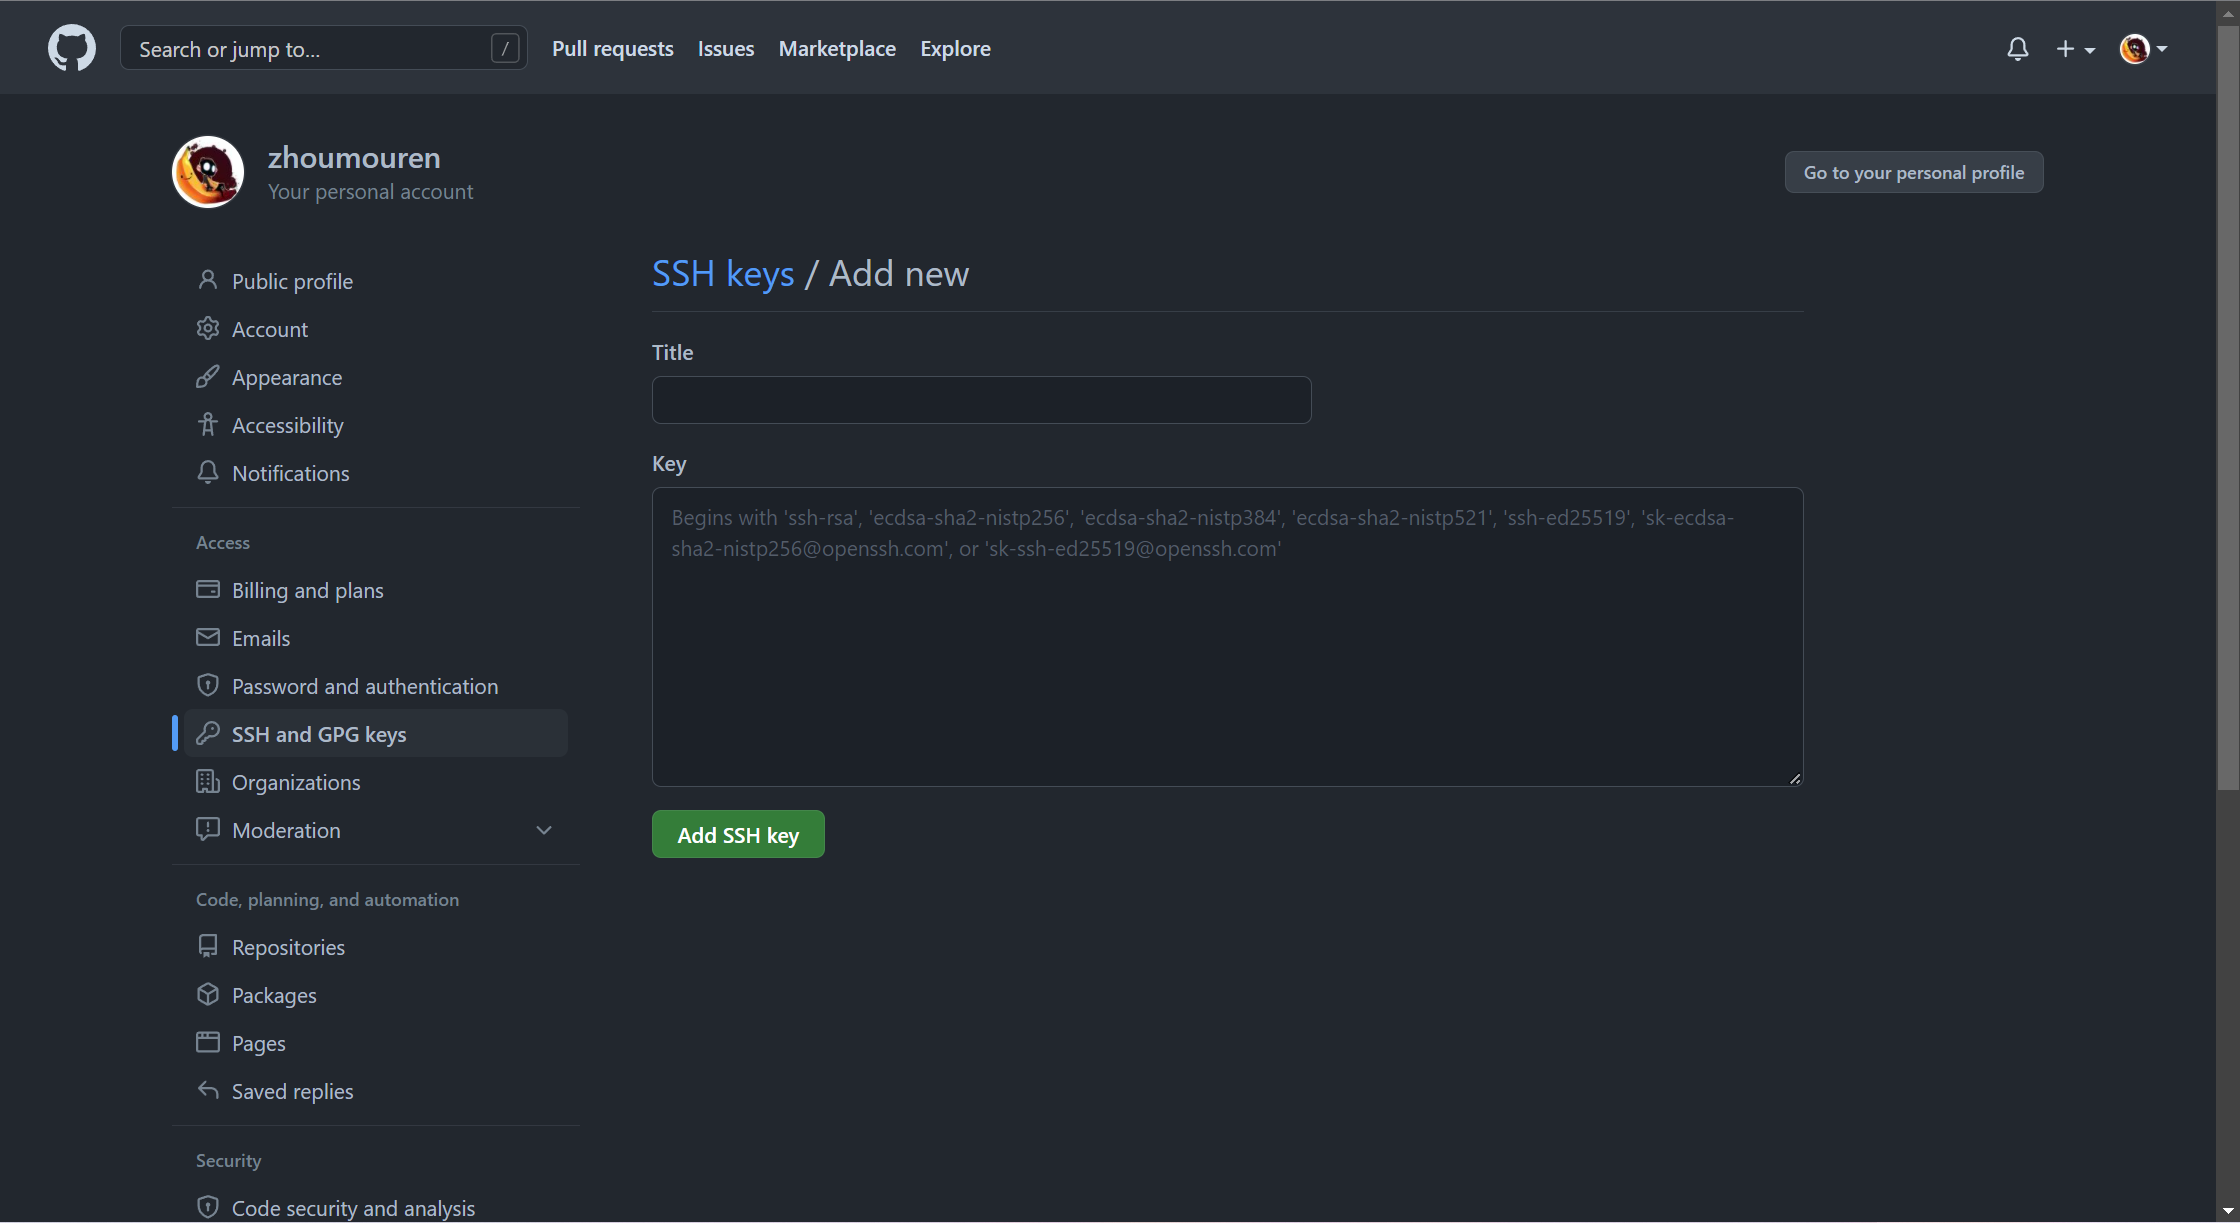 Search or jump to... /
Pull requests Issues Marketplace Explore
zhoumouren
Your personal account
Go to your personal profile
Public profile
Account
Appearance
Accessibility
Notifications
Access
Billing and plans
Emails
Password and authentication
SSH and GPG keys
Organizations
Moderation
Code, planning, and automation
Repositories
Packages
Pages
Saved replies
Security
Code security and analysis
SSH keys / Add new
Title
Key
Begins with 'ssh-rsa', 'ecdsa-sha2-nistp256', 'ecdsa-sha2-nistp384', 'ecdsa-sha2-nistp521', 'ssh-ed25519', 'sk-ecdsa-
sha2-nistp256@openssh.com', or 'sk-ssh-ed25519@openssh.com'
Add SSH key